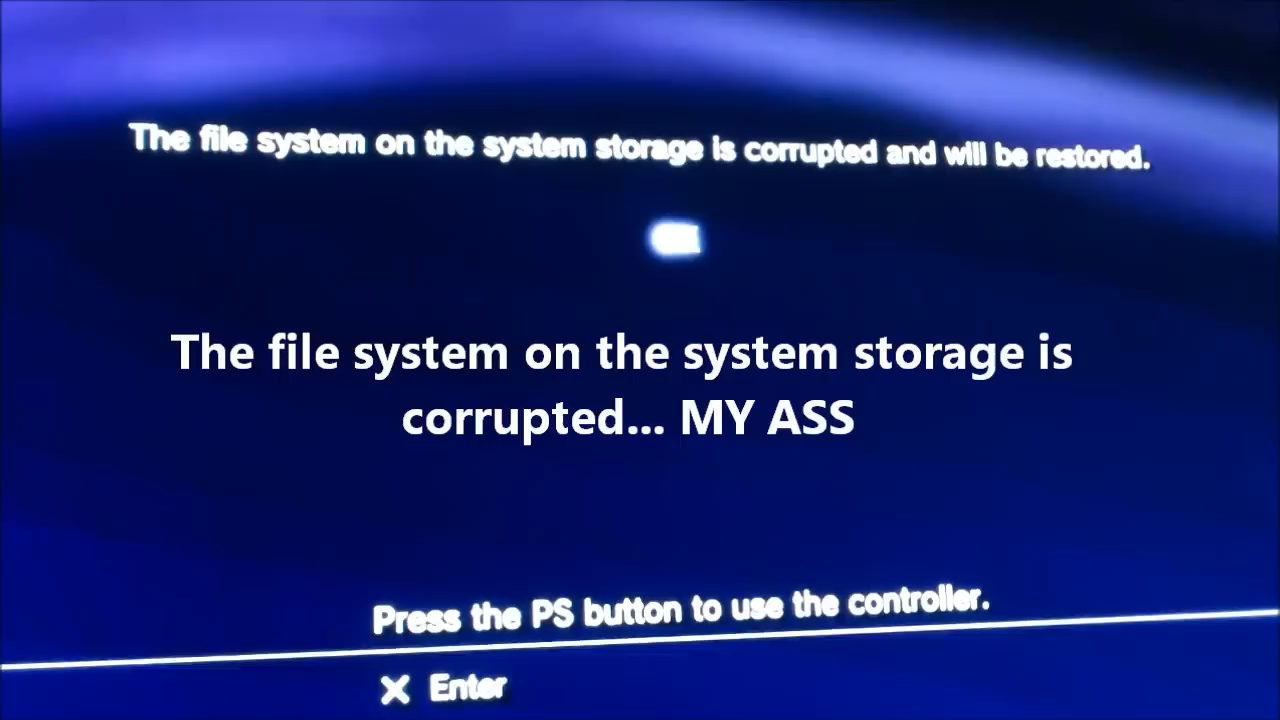 The file system on the system storage is corrupted and will be restored.
The file system on the system storage is
corrupted... MY ASS
Press the PS button to use the controller.
Enter